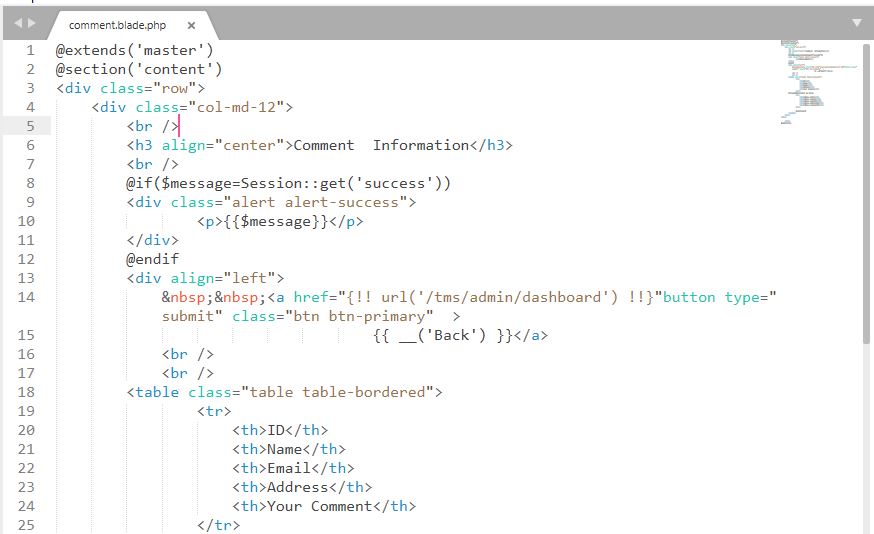 comment.blade.php ×
1 @extends('master')
2 @section('content')
3 <div class="row">
4 <div class="col-md-12">
5 <br />
6 <h3 align="center">Comment  Information</h3>
7 <br />
8 @if($message=Session::get('success'))
9 <div class="alert alert-success">
10 <p>{{$message}}</p>
11 </div>
12 @endif
13 <div align="left">
14 &nbsp;&nbsp;<a href="{!! url('/tms/admin/dashboard') !!}"button type="
submit" class="btn btn-primary"  >
15 {{ __('Back') }}</a>
16 <br />
17 <br />
18 <table class="table table-bordered">
19 <tr>
20 <th>ID</th>
21 <th>Name</th>
22 <th>Email</th>
23 <th>Address</th>
24 <th>Your Comment</th>
25 </tr>